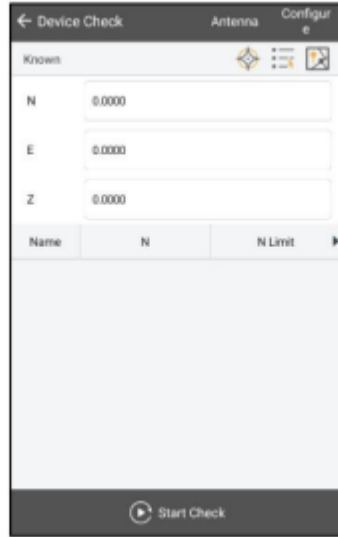 ← Device Check Antenna Configur
e
Known
N 0.0000
E 0.0000
Z 0.0000
Name N N Limit
Start Check